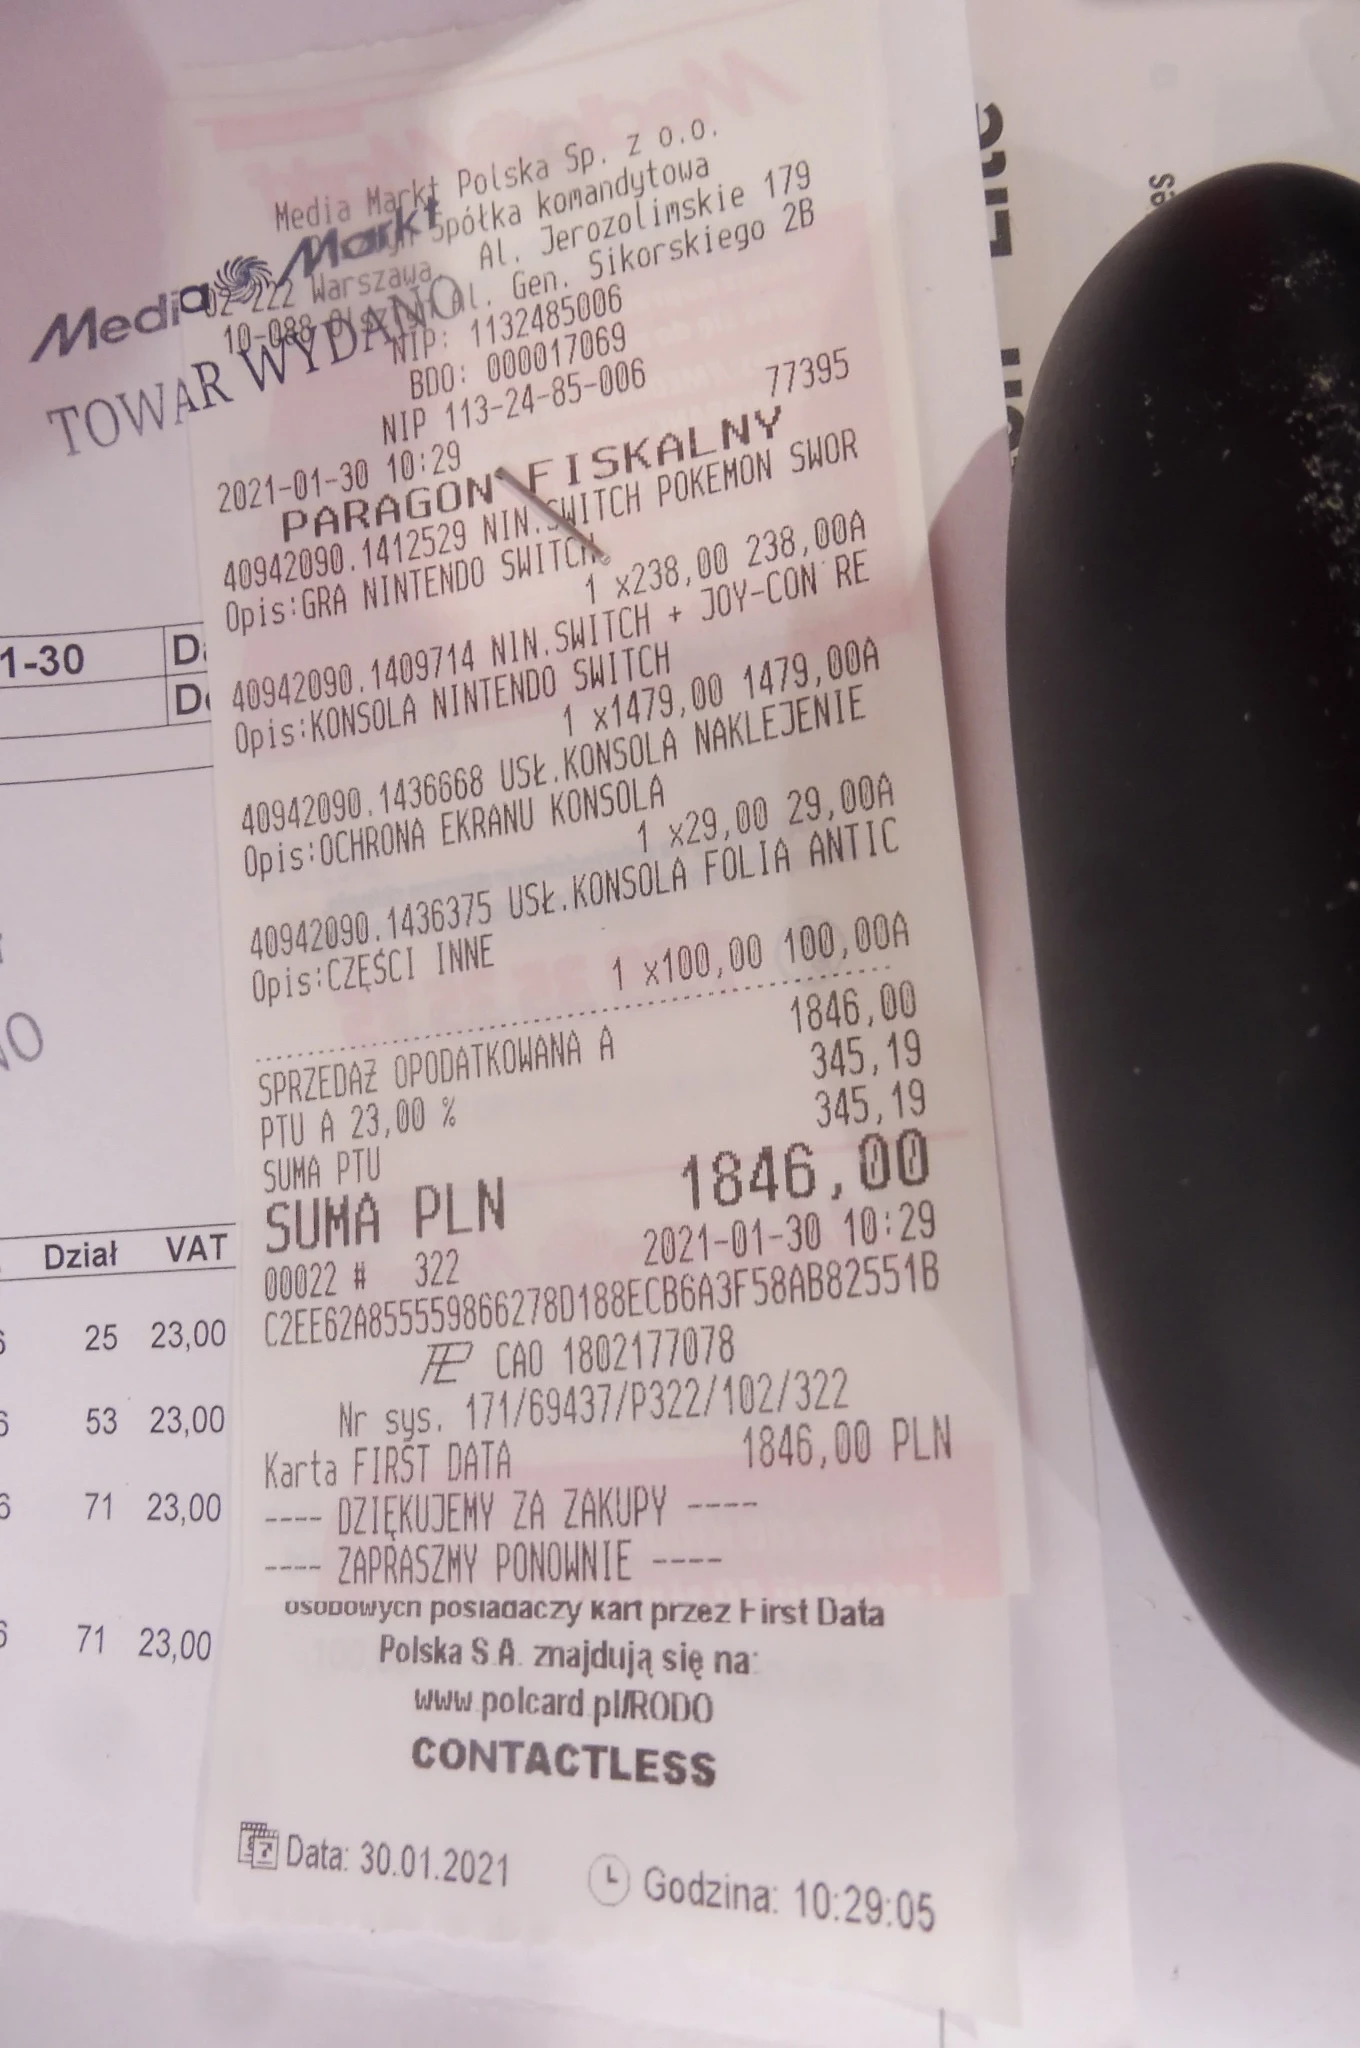 Media Markt Polska Sp. z o.o.
Spółka komandytowa
02-222 Warszawa, Al. Jerozolimskie 179
10-088 Al. Gen. Sikorskiego 2B
Media Markt
TOWAR WYDANO
NIP: 1132485006
BDO: 000017069
NIP 113-24-85-006
2021-01-30 10:29 77395
PARAGON FISKALNY
40942090.1412529 NIN.SWITCH POKEMON SWOR
Opis:GRA NINTENDO SWITCH
1 x238,00 238,00A
40942090.1409714 NIN.SWITCH + JOY-CON RE
Opis:KONSOLA NINTENDO SWITCH
1 x1479,00 1479,00A
40942090.1436668 USŁ.KONSOLA NAKLEJENIE
Opis:OCHRONA EKRANU KONSOLA
1 x29,00 29,00A
40942090.1436375 USŁ.KONSOLA FOLIA ANTIC
Opis:CZĘŚCI INNE
1 x100,00 100,00A
SPRZEDAŻ OPODATKOWANA A 1846,00
PTU A 23,00 % 345,19
SUMA PTU 345,19
SUMA PLN 1846,00
00022 # 322 2021-01-30 10:29
C2EE62A855559866278D188ECB6A3F58AB82551B
CAO 1802177078
Nr sys. 171/69437/P322/102/322
Karta FIRST DATA 1846,00 PLN
---- DZIĘKUJEMY ZA ZAKUPY ----
---- ZAPRASZMY PONOWNIE ----
osobowych posiadaczy kart przez First Data
Polska S.A. znajdują się na:
www.polcard.pl/RODO
CONTACTLESS
Data: 30.01.2021 Godzina: 10:29:05
1-30
Dział VAT
25 23,00
53 23,00
71 23,00
71 23,00